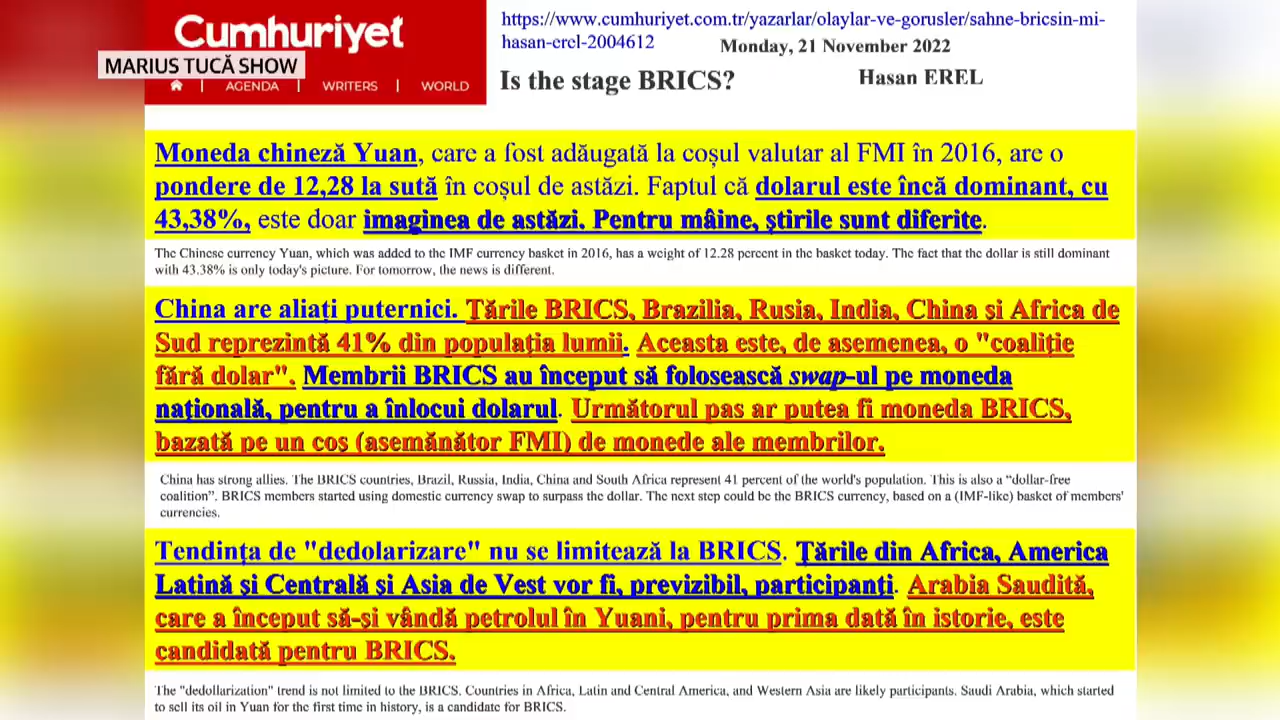 Cumhuriyet
MARIUS TUCĂ SHOW
AGENDA | WRITERS | WORLD
https://www.cumhuriyet.com.tr/yazarlar/olaylar-ve-gorusler/sahne-bricsin-mi-
hasan-erel-2004612
Monday, 21 November 2022
Is the stage BRICS?
Hasan EREL
Moneda chineză Yuan, care a fost adăugată la coșul valutar al FMI în 2016, are o
pondere de 12,28 la sută în coșul de astăzi. Faptul că dolarul este încă dominant, cu
43,38%, este doar imaginea de astăzi. Pentru mâine, știrile sunt diferite.
The Chinese currency Yuan, which was added to the IMF currency basket in 2016, has a weight of 12.28 percent in the basket today. The fact that the dollar is still dominant
with 43.38% is only today's picture. For tomorrow, the news is different.
China are aliați puternici. Țările BRICS, Brazilia, Rusia, India, China și Africa de
Sud reprezintă 41% din populația lumii. Aceasta este, de asemenea, o "coaliție
fără dolar". Membrii BRICS au început să folosească swap-ul pe moneda
națională, pentru a înlocui dolarul. Următorul pas ar putea fi moneda BRICS,
bazată pe un coș (asemănător FMI) de monede ale membrilor.
China has strong allies. The BRICS countries, Brazil, Russia, India, China and South Africa represent 41 percent of the world's population. This is also a “dollar-free
coalition”. BRICS members started using domestic currency swap to surpass the dollar. The next step could be the BRICS currency, based on a (IMF-like) basket of members'
currencies.
Tendința de "dedolarizare" nu se limitează la BRICS. Țările din Africa, America
Latină și Centrală și Asia de Vest vor fi, previzibil, participanți. Arabia Saudită,
care a început să-și vândă petrolul în Yuani, pentru prima dată în istorie, este
candidată pentru BRICS.
The "dedollarization" trend is not limited to the BRICS. Countries in Africa, Latin and Central America, and Western Asia are likely participants. Saudi Arabia, which started
to sell its oil in Yuan for the first time in history, is a candidate for BRICS.